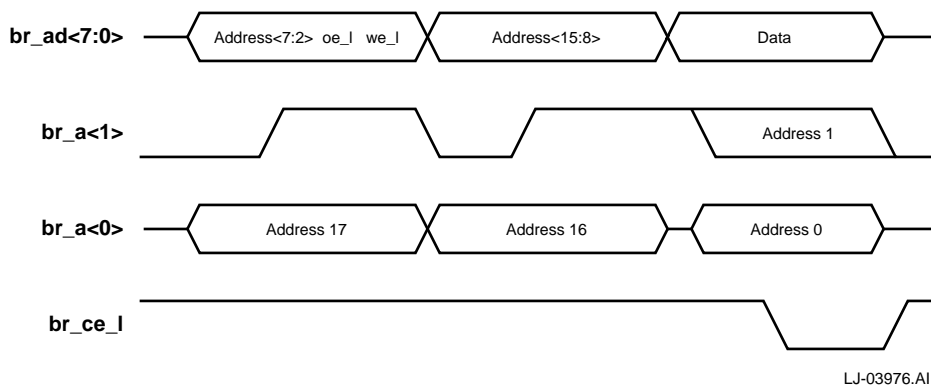 br_ad<7:0> Address<7:2> oe_l we_l Address<15:8> Data
br_a<1> Address 1
br_a<0> Address 17 Address 16 Address 0
br_ce_l
LJ-03976.AI